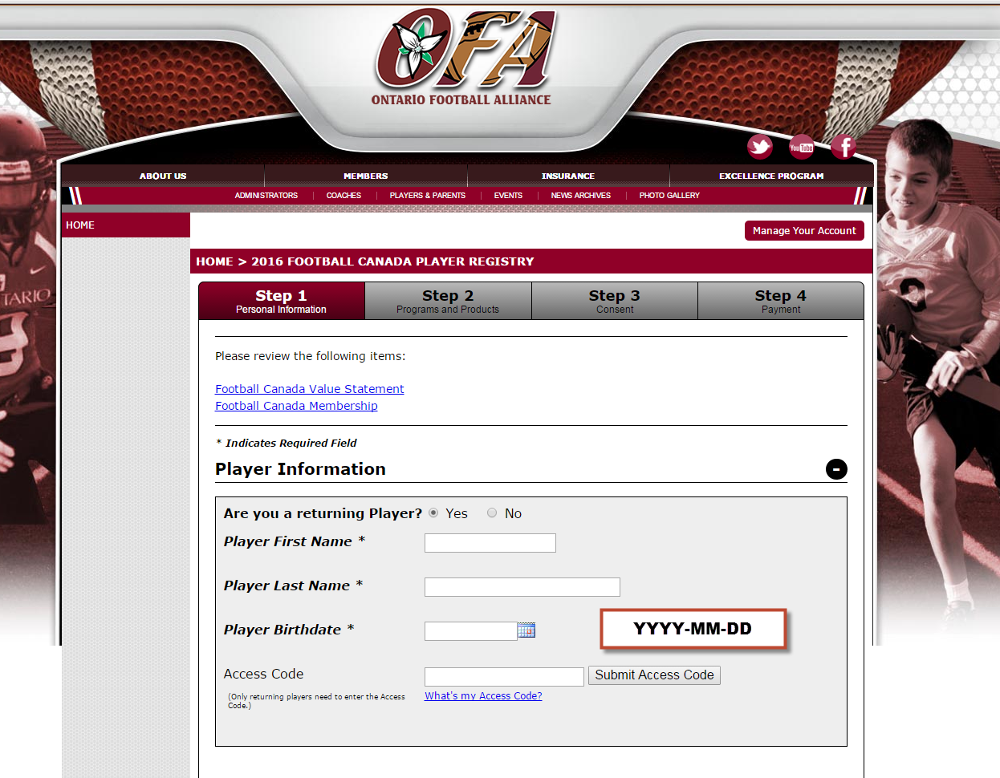 OFA
ONTARIO FOOTBALL ALLIANCE
You Tube
ABOUT US MEMBERS INSURANCE EXCELLENCE PROGRAM
ADMINISTRATORS COACHES PLAYERS & PARENTS EVENTS NEWS ARCHIVES PHOTO GALLERY
HOME
Manage Your Account
HOME > 2016 FOOTBALL CANADA PLAYER REGISTRY
Step 1 Step 2 Step 3 Step 4
Personal Information Programs and Products Consent Payment
Please review the following items:
Football Canada Value Statement
Football Canada Membership
* Indicates Required Field
Player Information
Are you a returning Player? Yes No
Player First Name *
Player Last Name *
Player Birthdate * YYYY-MM-DD
Access Code Submit Access Code
(Only returning players need to enter the Access
Code.)
What's my Access Code?